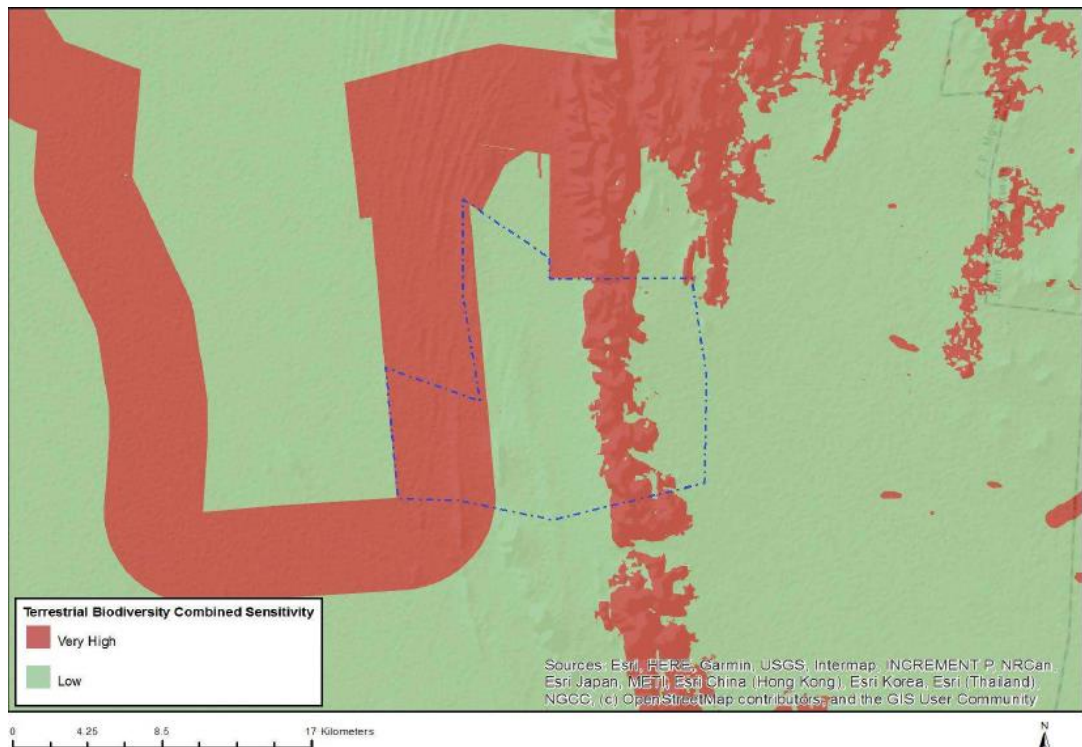 Terrestrial Biodiversity Combined Sensitivity
Very High
Low
Sources: Esri, HERE, Garmin, USGS, Intermap, INCREMENT P, NRCan,
Esri Japan, METI, Esri China (Hong Kong), Esri Korea, Esri (Thailand),
NGCC, (c) OpenStreetMap contributors, and the GIS User Community
0 4.25 8.5 17 Kilometers
N